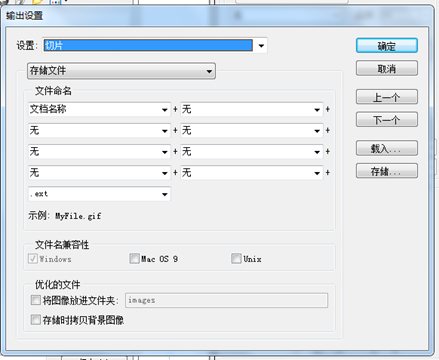 输出设置
设置: 切片
确定
存储文件
取消
文件命名
上一个
文档名称 + 无 +
下一个
无 + 无 +
载入...
无 + 无 +
存储...
无 + 无 +
.ext
示例: MyFile.gif
文件名兼容性
Windows Mac OS 9 Unix
优化的文件
将图像放进文件夹: images
存储时拷贝背景图像